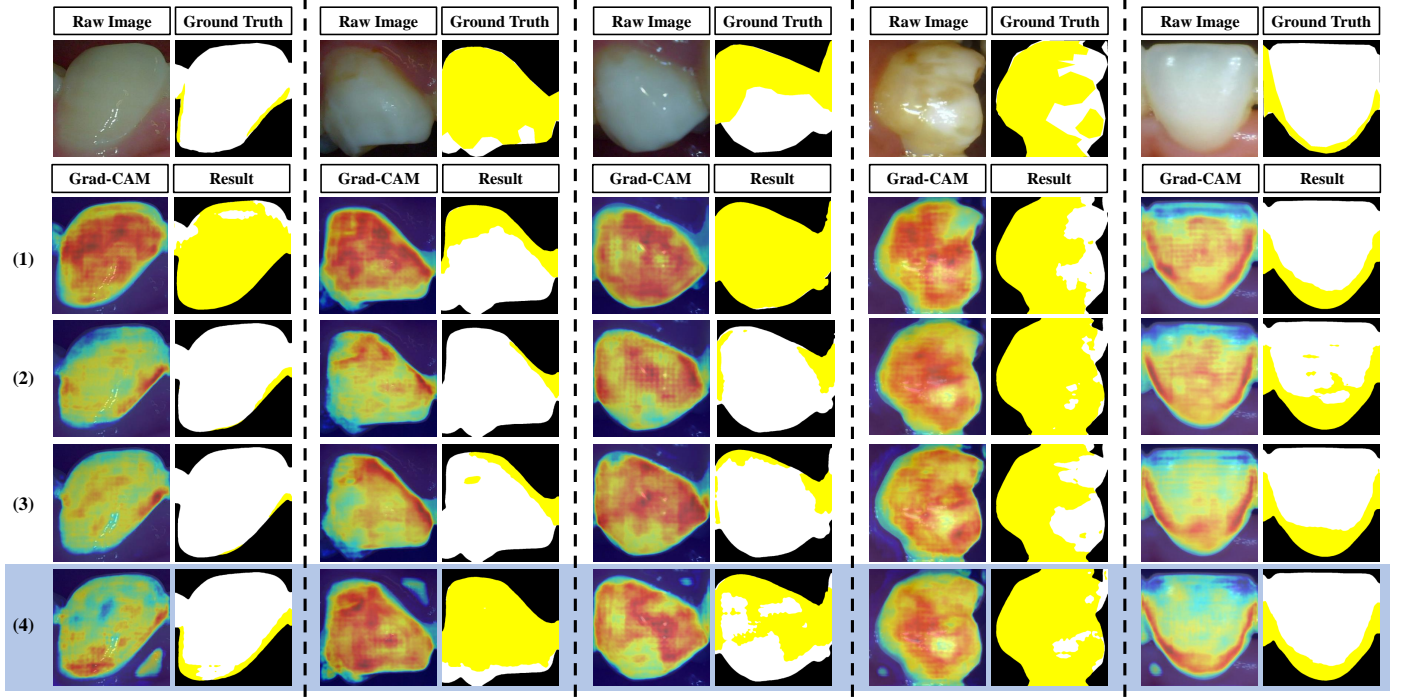 Raw Image Ground Truth Raw Image Ground Truth Raw Image Ground Truth Raw Image Ground Truth Raw Image Ground Truth
Grad-CAM Result Grad-CAM Result Grad-CAM Result Grad-CAM Result Grad-CAM Result
(1)
(2)
(3)
(4)